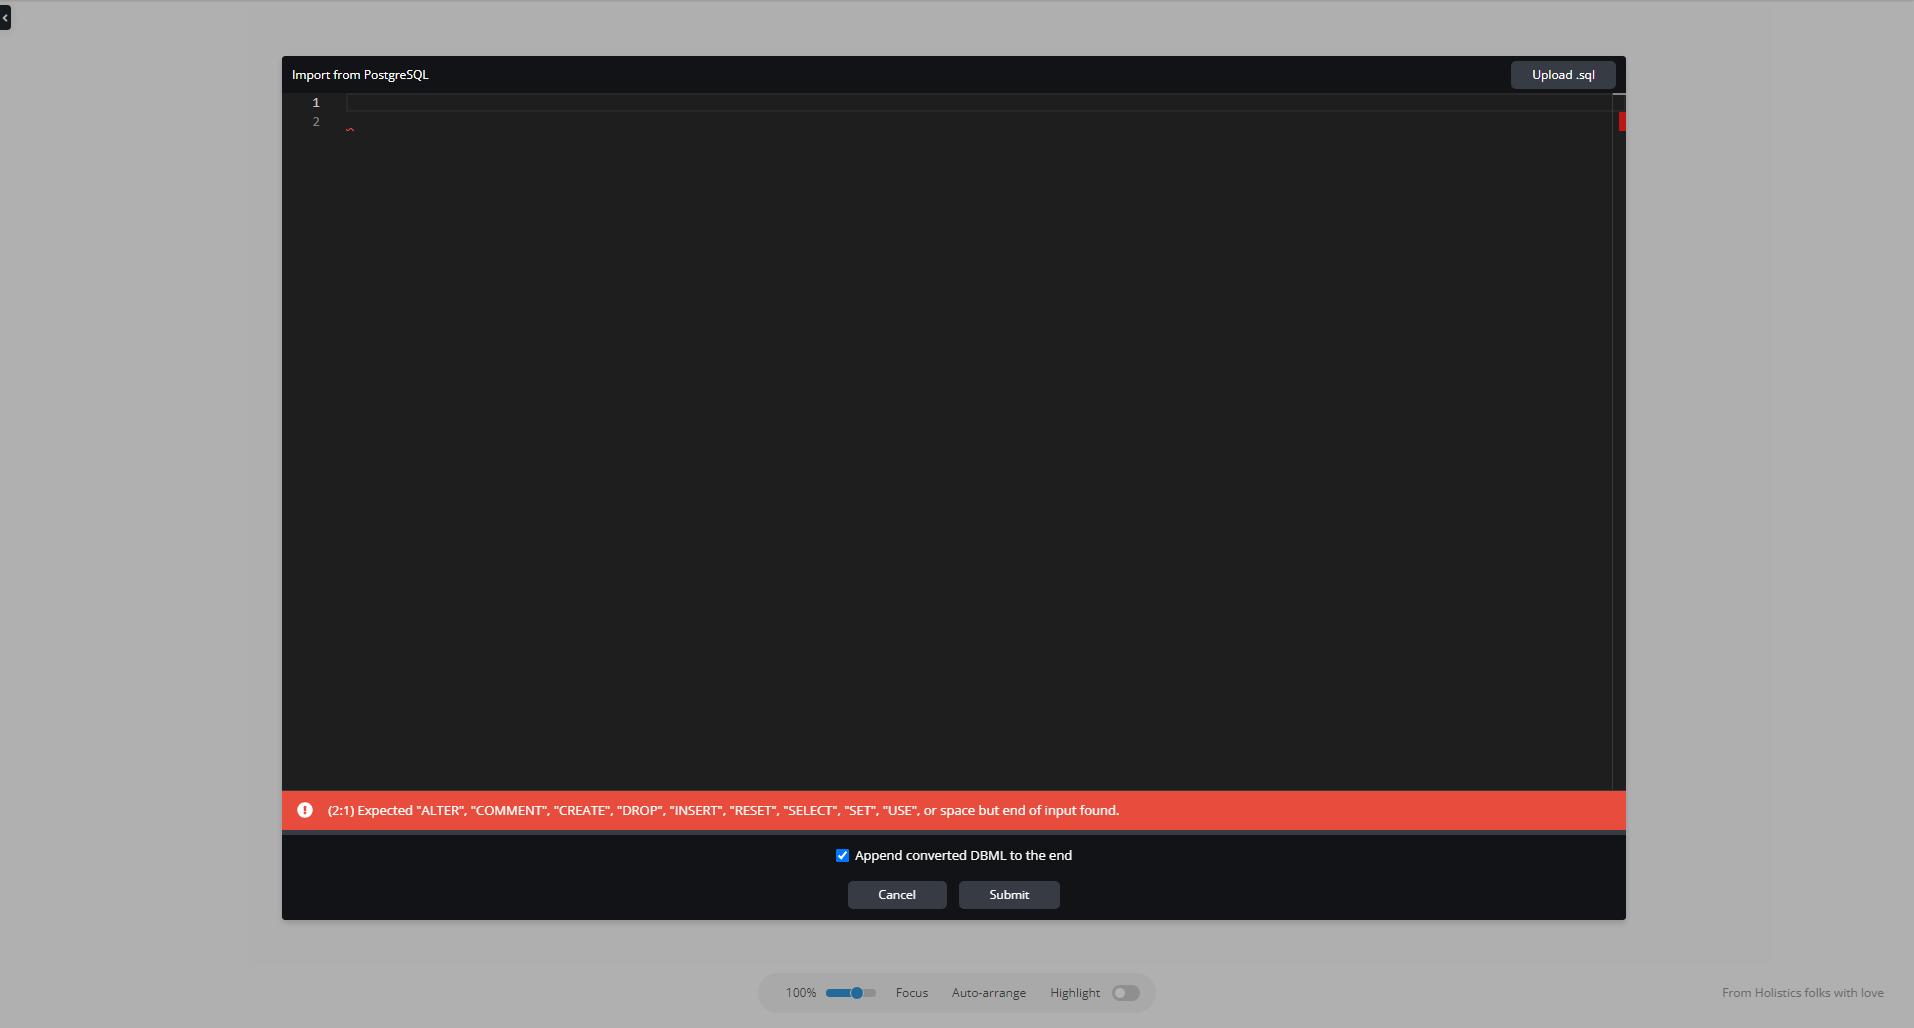 Import from PostgreSQL
Upload .sql
1
2
(2:1) Expected "ALTER", "COMMENT", "CREATE", "DROP", "INSERT", "RESET", "SELECT", "SET", "USE", or space but end of input found.
Append converted DBML to the end
Cancel
Submit
100%
Focus
Auto-arrange
Highlight
From Holistics folks with love